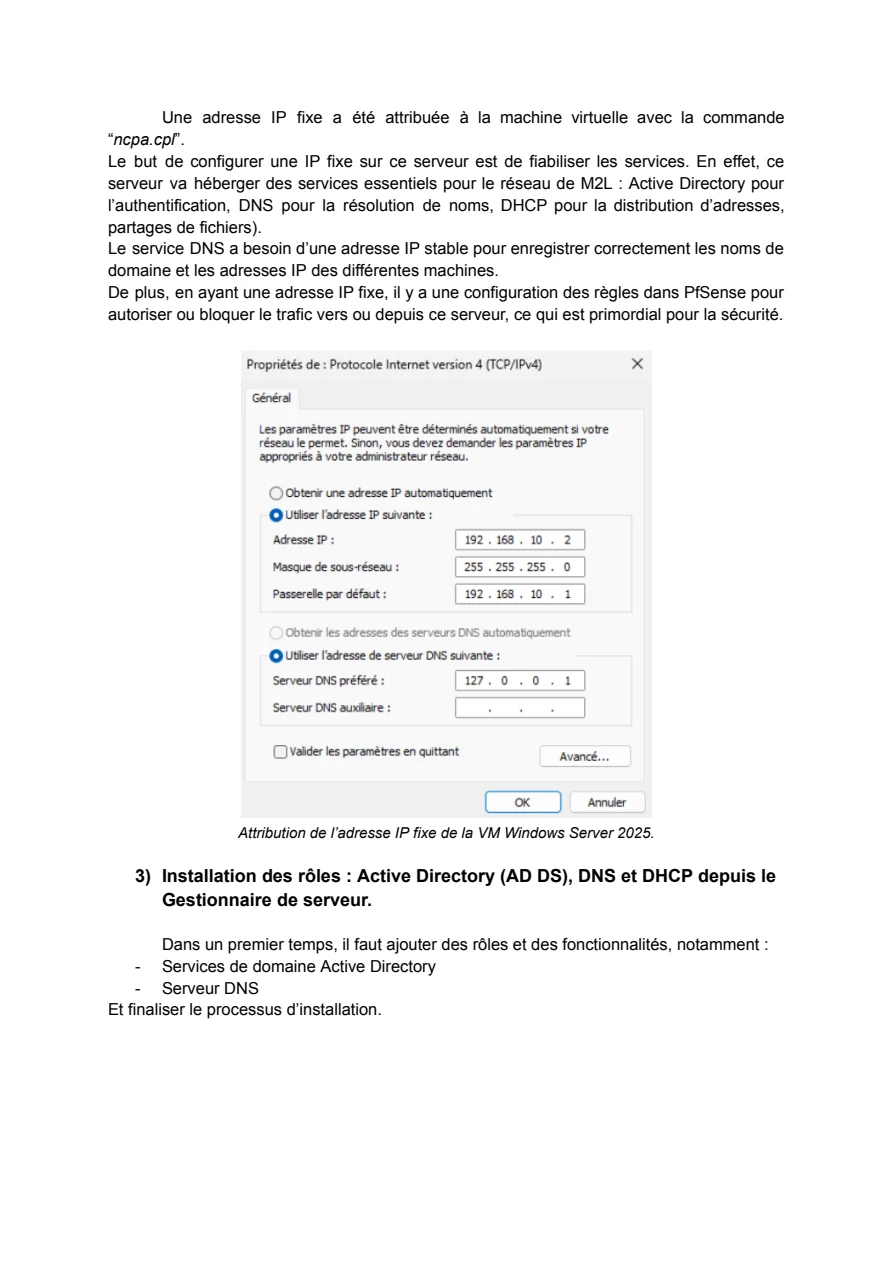 Une adresse IP fixe a été attribuée à la machine virtuelle avec la commande
“ncpa.cpl”.
Le but de configurer une IP fixe sur ce serveur est de fiabiliser les services. En effet, ce
serveur va héberger des services essentiels pour le réseau de M2L : Active Directory pour
l’authentification, DNS pour la résolution de noms, DHCP pour la distribution d’adresses,
partages de fichiers).
Le service DNS a besoin d’une adresse IP stable pour enregistrer correctement les noms de
domaine et les adresses IP des différentes machines.
De plus, en ayant une adresse IP fixe, il y a une configuration des règles dans PfSense pour
autoriser ou bloquer le trafic vers ou depuis ce serveur, ce qui est primordial pour la sécurité.
Propriétés de : Protocole Internet version 4 (TCP/IPv4)
Général
Les paramètres IP peuvent être déterminés automatiquement si votre
réseau le permet. Sinon, vous devez demander les paramètres IP
appropriés à votre administrateur réseau.
Obtenir une adresse IP automatiquement
Utiliser l’adresse IP suivante :
Adresse IP : 192 . 168 . 10 . 2
Masque de sous-réseau : 255 . 255 . 255 . 0
Passerelle par défaut : 192 . 168 . 10 . 1
Obtenir les adresses des serveurs DNS automatiquement
Utiliser l’adresse de serveur DNS suivante :
Serveur DNS préféré : 127 . 0 . 0 . 1
Serveur DNS auxiliaire : . . .
Valider les paramètres en quittant
Avancé...
OK Annuler
Attribution de l’adresse IP fixe de la VM Windows Server 2025.
3) Installation des rôles : Active Directory (AD DS), DNS et DHCP depuis le
Gestionnaire de serveur.
Dans un premier temps, il faut ajouter des rôles et des fonctionnalités, notamment :
- Services de domaine Active Directory
- Serveur DNS
Et finaliser le processus d’installation.